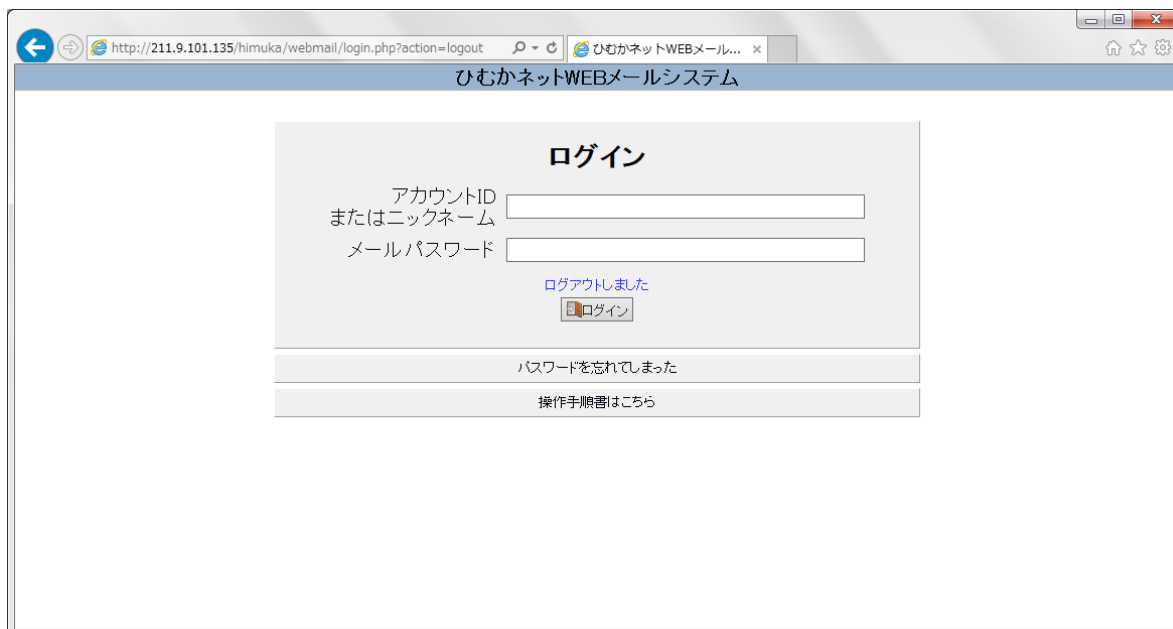 http://211.9.101.135/himuka/webmail/login.php?action=logout
ひむかネットWEBメール...
ひむかネットWEBメールシステム
ログイン
アカウントID
またはニックネーム
メールパスワード
ログアウトしました
ログイン
パスワードを忘れてしまった
操作手順書はこちら